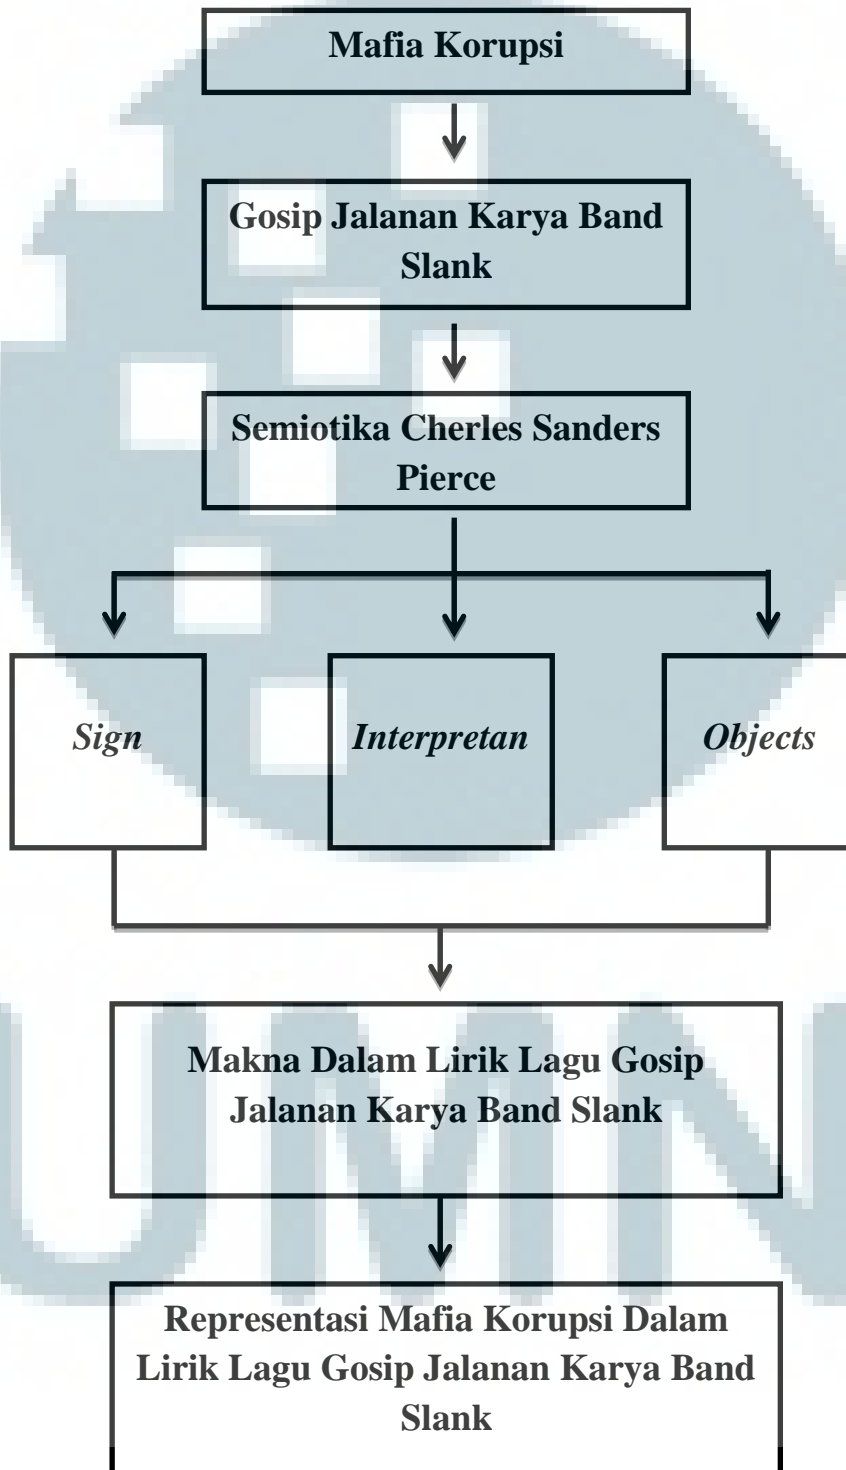 Mafia Korupsi
Gosip Jalanan Karya Band
Slank
Semiotika Cherles Sanders
Pierce
Sign
Interpretan
Objects
Makna Dalam Lirik Lagu Gosip
Jalanan Karya Band Slank
UMN
Representasi Mafia Korupsi Dalam
Lirik Lagu Gosip Jalanan Karya Band
Slank